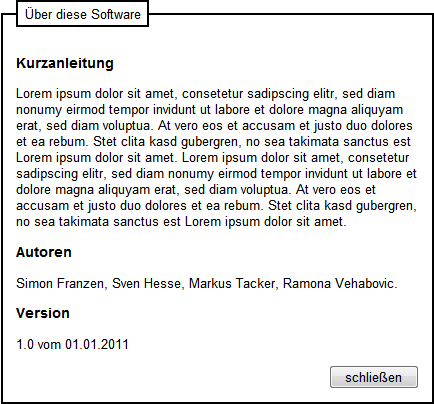 Über diese Software
Kurzanleitung
Lorem ipsum dolor sit amet, consetetur sadipscing elitr, sed diam
nonumy eirmod tempor invidunt ut labore et dolore magna aliquyam
erat, sed diam voluptua. At vero eos et accusam et justo duo dolores
et ea rebum. Stet clita kasd gubergren, no sea takimata sanctus est
Lorem ipsum dolor sit amet. Lorem ipsum dolor sit amet, consetetur
sadipscing elitr, sed diam nonumy eirmod tempor invidunt ut labore et
dolore magna aliquyam erat, sed diam voluptua. At vero eos et
accusam et justo duo dolores et ea rebum. Stet clita kasd gubergren,
no sea takimata sanctus est Lorem ipsum dolor sit amet.
Autoren
Simon Franzen, Sven Hesse, Markus Tacker, Ramona Vehabovic.
Version
1.0 vom 01.01.2011
schließen